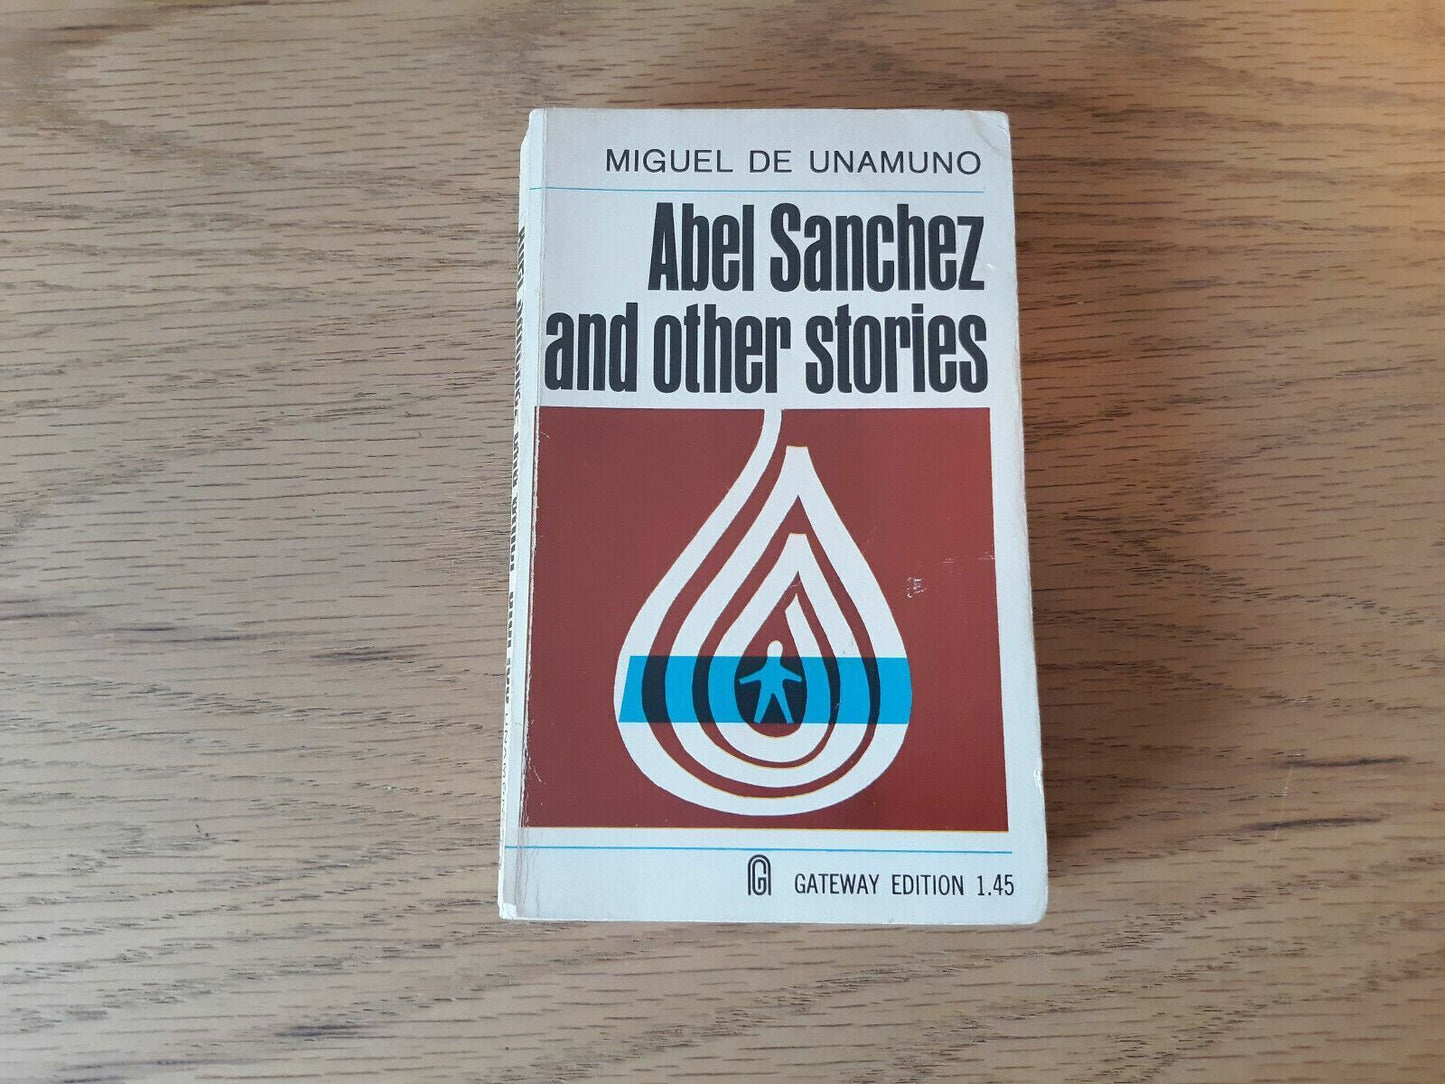 MIGUEL DE UNAMUNO
Abel Sanchez
and other stories
G GATEWAY EDITION 1.45